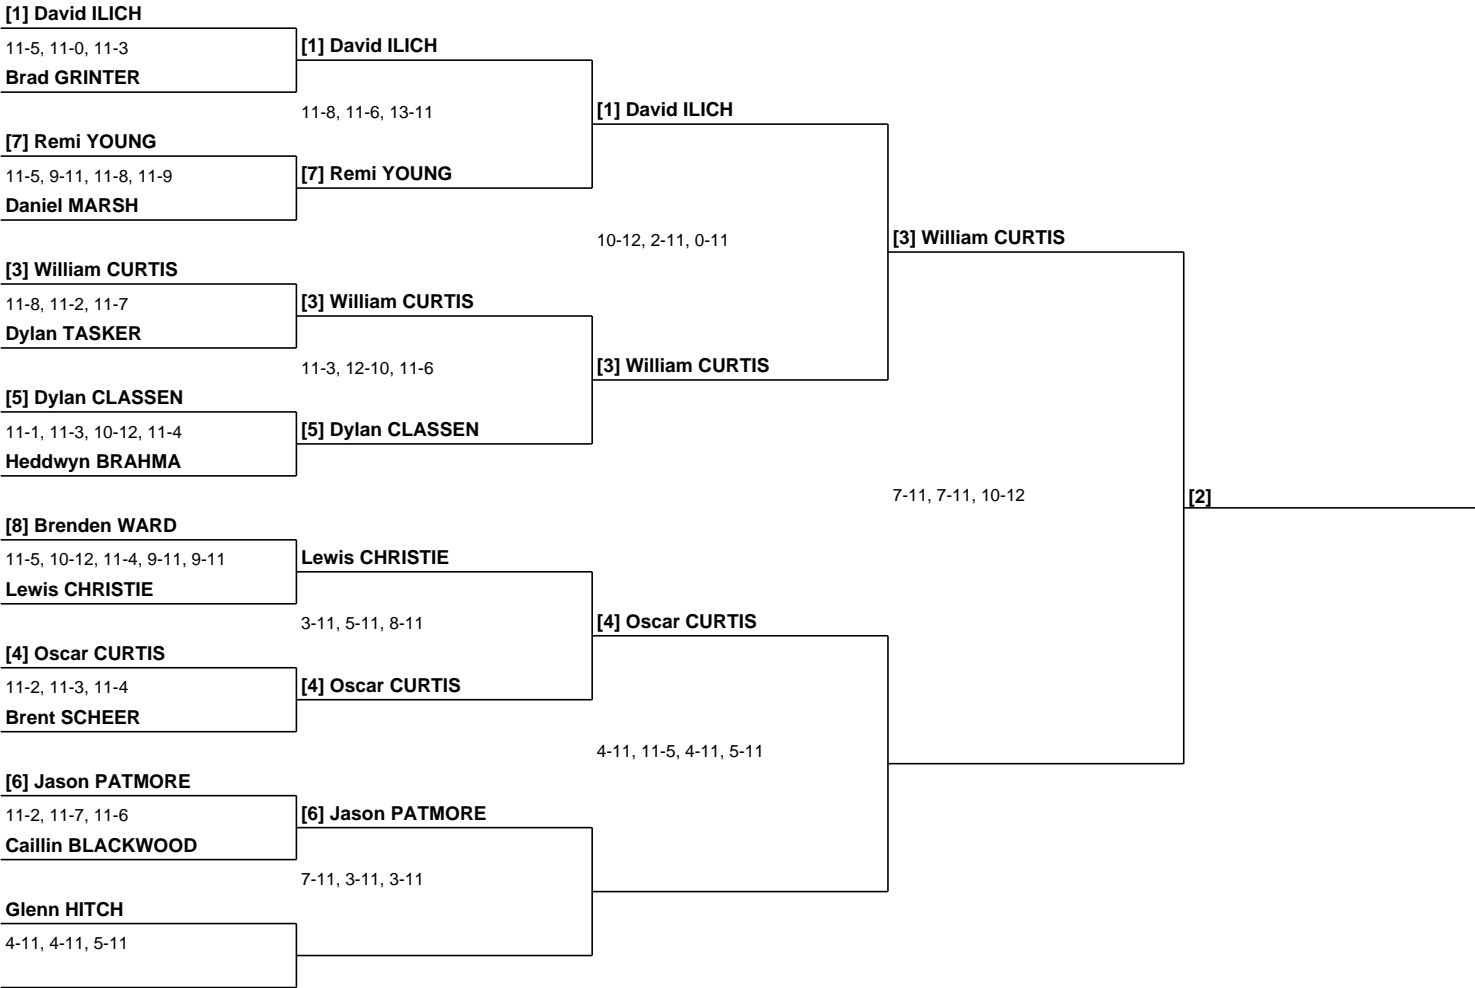 [1] David ILICH
11-5, 11-0, 11-3
Brad GRINTER
[7] Remi YOUNG
11-5, 9-11, 11-8, 11-9
Daniel MARSH
[3] William CURTIS
11-8, 11-2, 11-7
Dylan TASKER
[5] Dylan CLASSEN
11-1, 11-3, 10-12, 11-4
Heddwyn BRAHMA
[8] Brenden WARD
11-5, 10-12, 11-4, 9-11, 9-11
Lewis CHRISTIE
[4] Oscar CURTIS
11-2, 11-3, 11-4
Brent SCHEER
[6] Jason PATMORE
11-2, 11-7, 11-6
Caillin BLACKWOOD
Glenn HITCH
4-11, 4-11, 5-11
[1] David ILICH
11-8, 11-6, 13-11
[7] Remi YOUNG
[3] William CURTIS
11-3, 12-10, 11-6
[5] Dylan CLASSEN
Lewis CHRISTIE
3-11, 5-11, 8-11
[4] Oscar CURTIS
[6] Jason PATMORE
7-11, 3-11, 3-11
[1] David ILICH
10-12, 2-11, 0-11
[3] William CURTIS
[4] Oscar CURTIS
4-11, 11-5, 4-11, 5-11
[3] William CURTIS
7-11, 7-11, 10-12
[2]